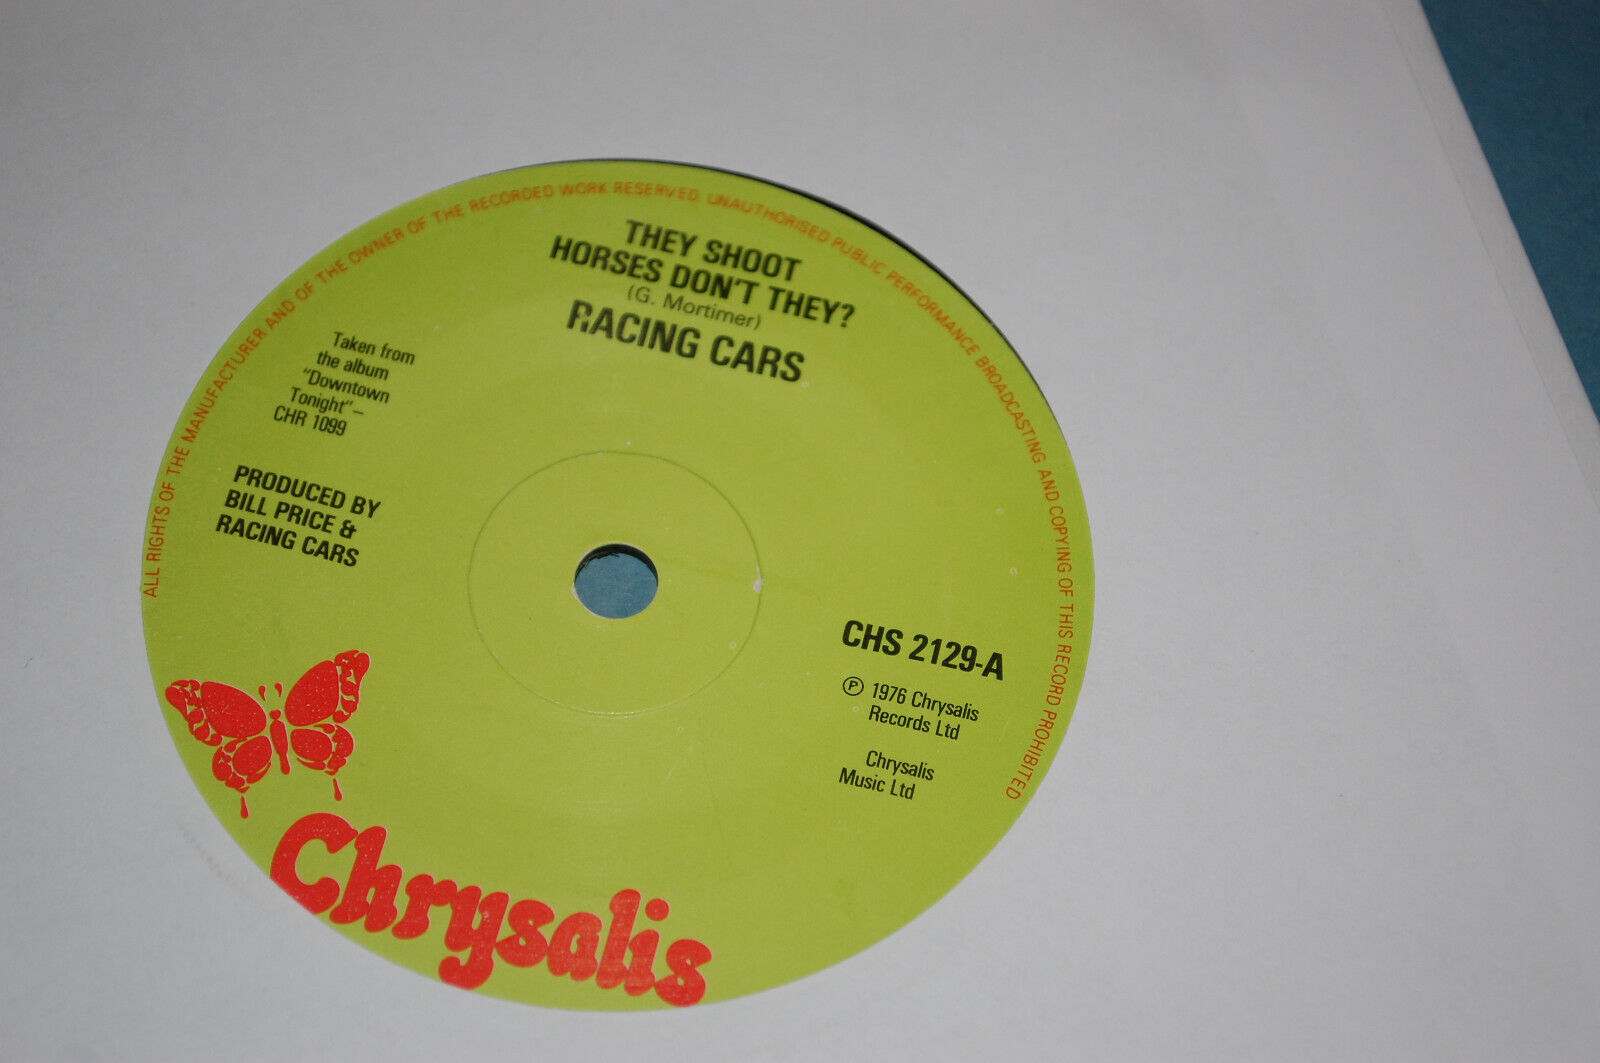 ALL RIGHTS OF THE MANUFACTURER AND OF THE OWNER OF THE RECORDED WORK RESERVED. UNAUTHORISED PUBLIC PERFORMANCE BROADCASTING AND COPYING OF THIS RECORD PROHIBITED
THEY SHOOT
HORSES DON'T THEY?
(G. Mortimer)
RACING CARS
Taken from
the album
"Downtown
Tonight"–
CHR 1099
PRODUCED BY
BILL PRICE &
RACING CARS
CHS 2129-A
Ⓟ 1976 Chrysalis
Records Ltd
Chrysalis
Music Ltd
Chrysalis